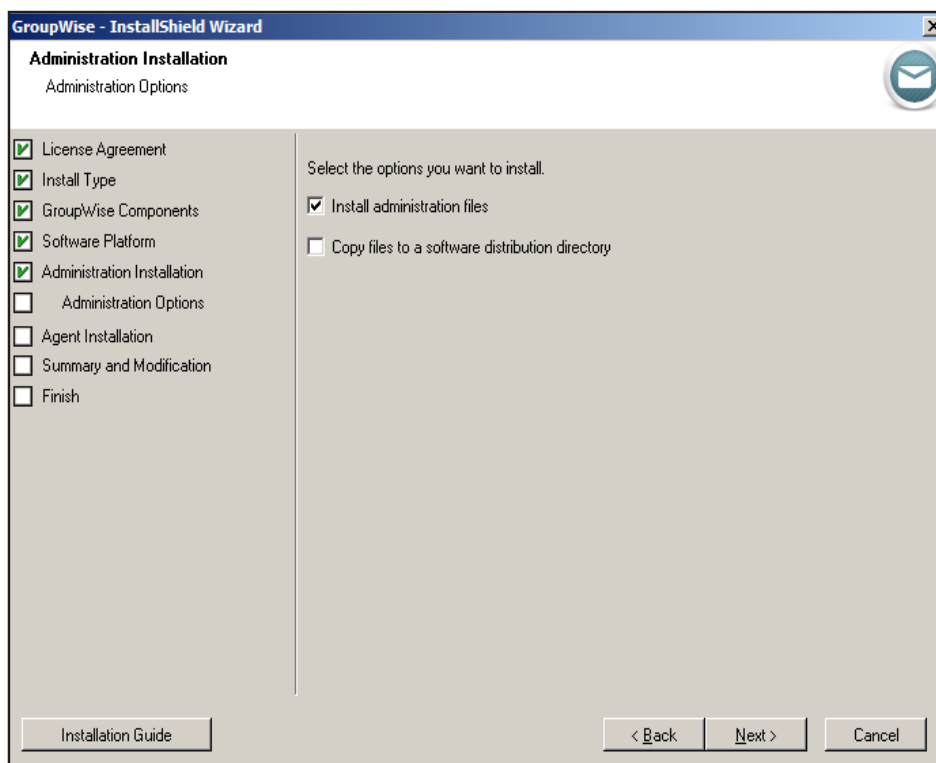 GroupWise - InstallShield Wizard
Administration Installation
Administration Options
License Agreement
Install Type
GroupWise Components
Software Platform
Administration Installation
Administration Options
Agent Installation
Summary and Modification
Finish
Select the options you want to install.
Install administration files
Copy files to a software distribution directory
Installation Guide
< Back
Next >
Cancel